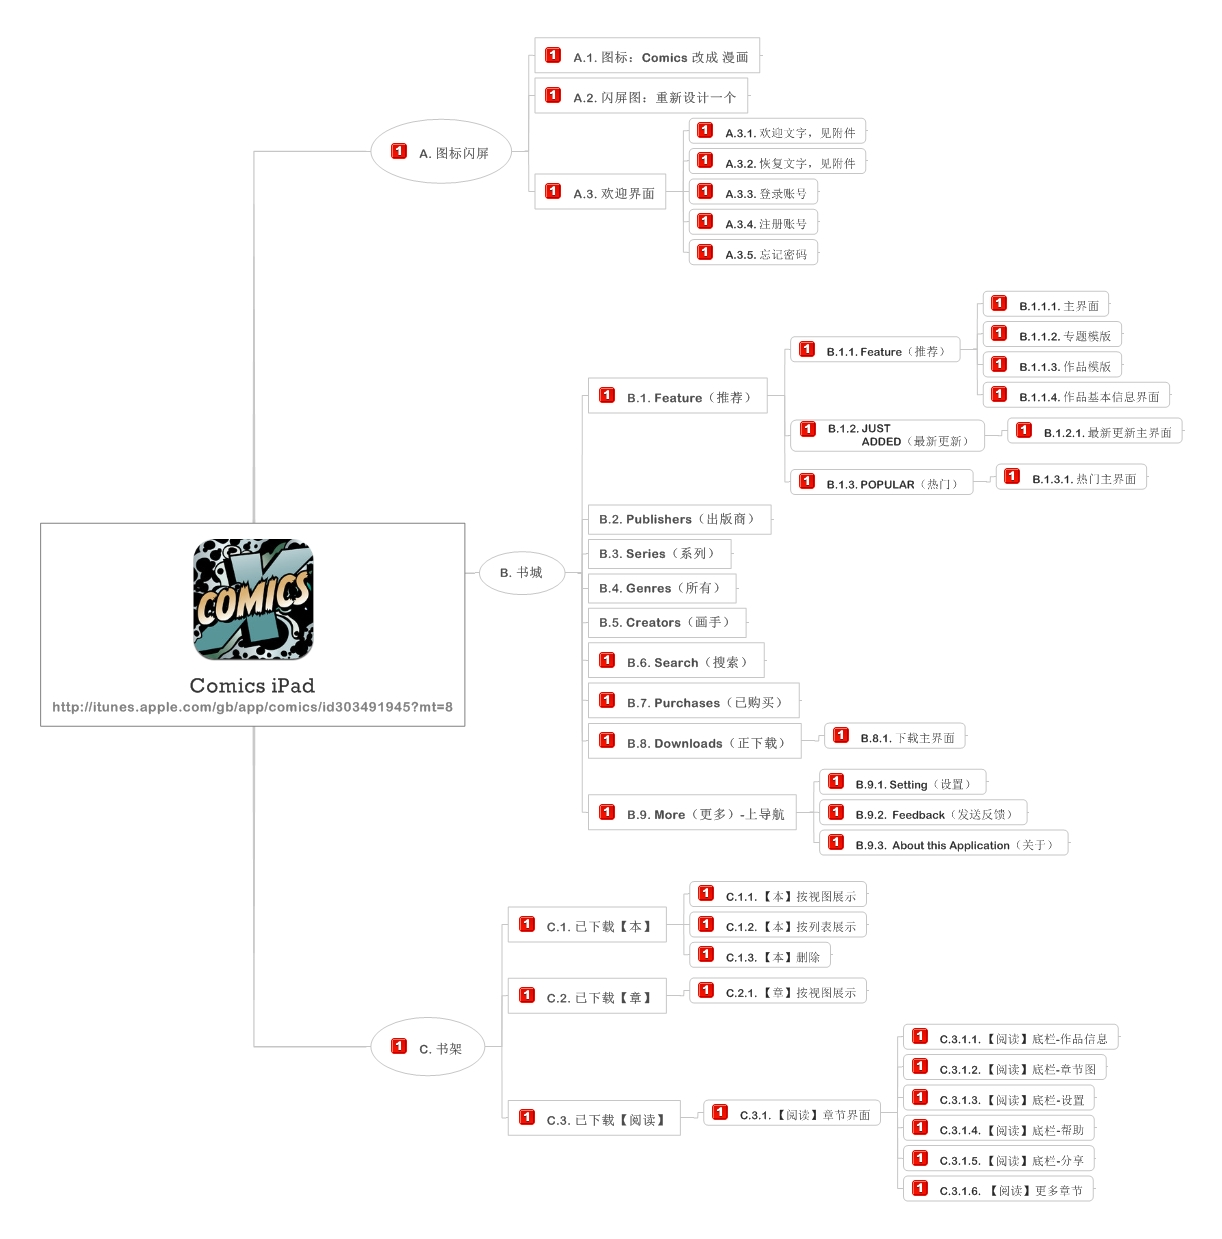 1 A.1. 图标：Comics 改成 漫画
1 A.2. 闪屏图：重新设计一个
1 A. 图标闪屏
1 A.3. 欢迎界面
1 A.3.1. 欢迎文字，见附件
1 A.3.2. 恢复文字，见附件
1 A.3.3. 登录账号
1 A.3.4. 注册账号
1 A.3.5. 忘记密码
COMICS
Comics iPad
http://itunes.apple.com/gb/app/comics/id303491945?mt=8
B. 书城
1 B.1. Feature（推荐）
1 B.1.1. Feature（推荐）
1 B.1.1.1. 主界面
1 B.1.1.2. 专题模版
1 B.1.1.3. 作品模版
1 B.1.1.4. 作品基本信息界面
1 B.1.2. JUST
ADDED（最新更新）
1 B.1.2.1. 最新更新主界面
1 B.1.3. POPULAR（热门）
1 B.1.3.1. 热门主界面
B.2. Publishers（出版商）
B.3. Series（系列）
B.4. Genres（所有）
B.5. Creators（画手）
1 B.6. Search（搜索）
1 B.7. Purchases（已购买）
1 B.8. Downloads（正下载）
1 B.8.1. 下载主界面
1 B.9. More（更多）-上导航
1 B.9.1. Setting（设置）
1 B.9.2. Feedback（发送反馈）
1 B.9.3. About this Application（关于）
1 C. 书架
1 C.1. 已下载【本】
1 C.1.1.【本】按视图展示
1 C.1.2.【本】按列表展示
1 C.1.3.【本】删除
1 C.2. 已下载【章】
1 C.2.1.【章】按视图展示
1 C.3. 已下载【阅读】
1 C.3.1.【阅读】章节界面
1 C.3.1.1.【阅读】底栏-作品信息
1 C.3.1.2.【阅读】底栏-章节图
1 C.3.1.3.【阅读】底栏-设置
1 C.3.1.4.【阅读】底栏-帮助
1 C.3.1.5.【阅读】底栏-分享
1 C.3.1.6. 【阅读】更多章节